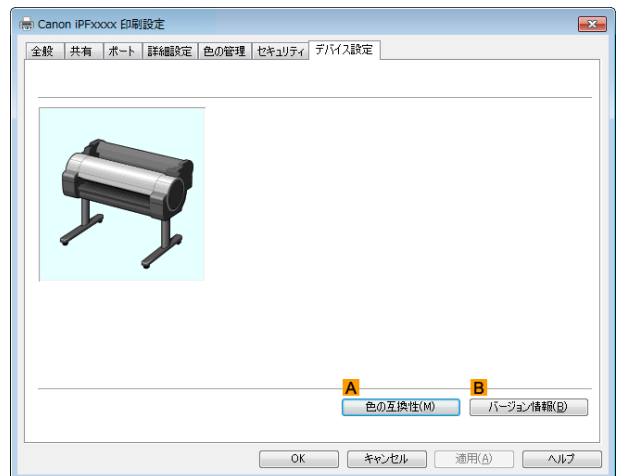 Canon iPFxxxx 印刷設定
全般 共有 ポート 詳細設定 色の管理 セキュリティ デバイス設定
A B
色の互換性(M) バージョン情報(B)
OK キャンセル 適用(A) ヘルプ